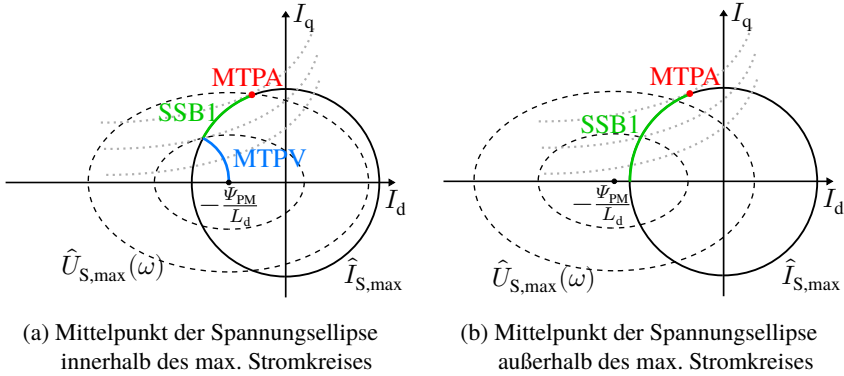 I_q
MTPA
SSB1
MTPV
I_d
−Ψ_PM/L_d
Û_S,max(ω)
Î_S,max
(a) Mittelpunkt der Spannungsellipse
innerhalb des max. Stromkreises
I_q
MTPA
SSB1
I_d
−Ψ_PM/L_d
Û_S,max(ω)
Î_S,max
(b) Mittelpunkt der Spannungsellipse
außerhalb des max. Stromkreises